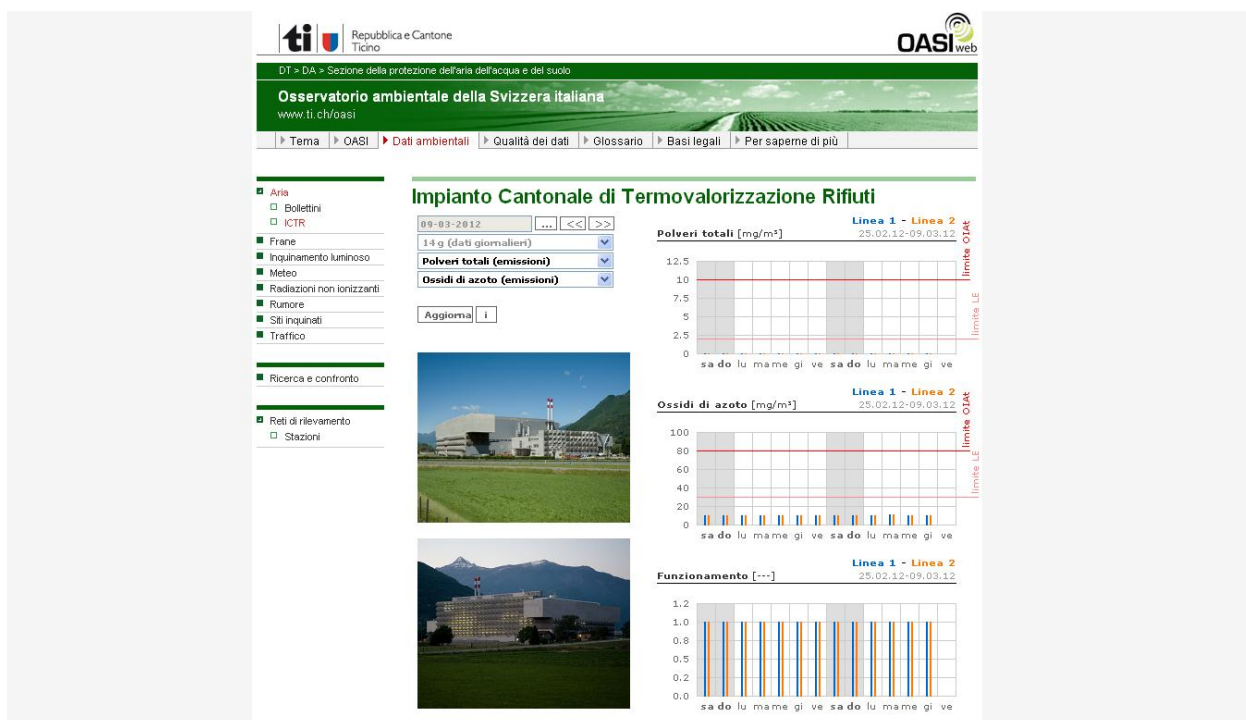 ti
Repubblica e Cantone
Ticino
OASI web
DT > DA > Sezione della protezione dell'aria dell'acqua e del suolo
Osservatorio ambientale della Svizzera italiana
www.ti.ch/oasi
Tema
OASI
Dati ambientali
Qualità dei dati
Glossario
Basi legali
Per saperne di più
Aria
Bollettini
ICTR
Frane
Inquinamento luminoso
Meteo
Radiazioni non ionizzanti
Rumore
Siti inquinati
Traffico
Ricerca e confronto
Reti di rilevamento
Stazioni
Impianto Cantonale di Termovalorizzazione Rifiuti
09-03-2012 ... << >>
14 g (dati giornalieri)
Polveri totali (emissioni)
Ossidi di azoto (emissioni)
Aggiorna i
Linea 1 - Linea 2
Polveri totali [mg/m³] 25.02.12-09.03.12
limite OIAt
limite LE
12.5
10
7.5
5
2.5
0
sa do lu ma me gi ve sa do lu ma me gi ve
Linea 1 - Linea 2
Ossidi di azoto [mg/m³] 25.02.12-09.03.12
limite OIAt
limite LE
100
80
60
40
20
0
sa do lu ma me gi ve sa do lu ma me gi ve
Linea 1 - Linea 2
Funzionamento [---] 25.02.12-09.03.12
1.2
1.0
0.8
0.5
0.2
0.0
sa do lu ma me gi ve sa do lu ma me gi ve